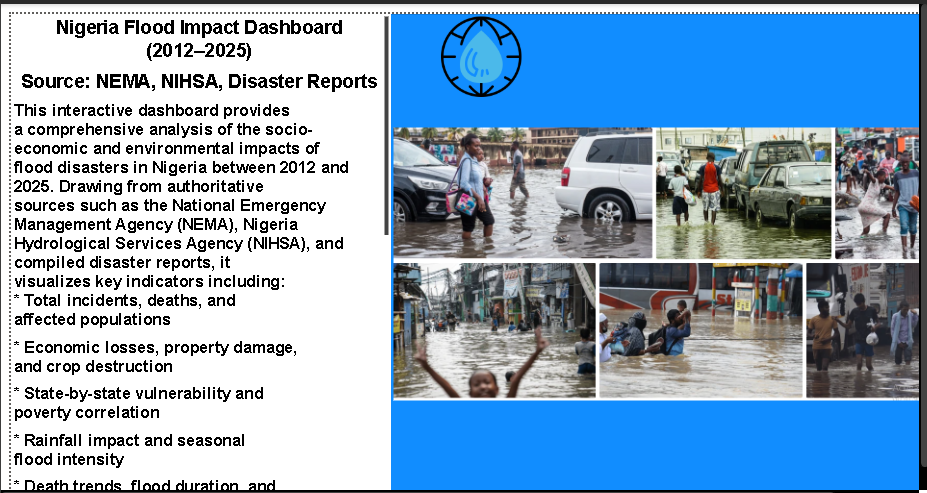 Nigeria Flood Impact Dashboard
(2012–2025)
Source: NEMA, NIHSA, Disaster Reports
This interactive dashboard provides
a comprehensive analysis of the socio-
economic and environmental impacts of
flood disasters in Nigeria between 2012 and
2025. Drawing from authoritative
sources such as the National Emergency
Management Agency (NEMA), Nigeria
Hydrological Services Agency (NIHSA), and
compiled disaster reports, it
visualizes key indicators including:
* Total incidents, deaths, and
affected populations
* Economic losses, property damage,
and crop destruction
* State-by-state vulnerability and
poverty correlation
* Rainfall impact and seasonal
flood intensity
* Death trends, flood duration, and